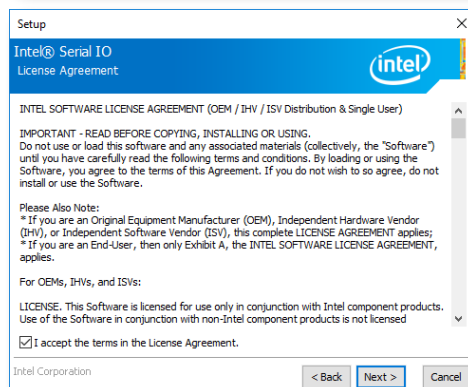 Setup
Intel® Serial IO
License Agreement
intel
INTEL SOFTWARE LICENSE AGREEMENT (OEM / IHV / ISV Distribution & Single User)
IMPORTANT - READ BEFORE COPYING, INSTALLING OR USING.
Do not use or load this software and any associated materials (collectively, the "Software")
until you have carefully read the following terms and conditions. By loading or using the
Software, you agree to the terms of this Agreement. If you do not wish to so agree, do not
install or use the Software.
Please Also Note:
* If you are an Original Equipment Manufacturer (OEM), Independent Hardware Vendor
(IHV), or Independent Software Vendor (ISV), this complete LICENSE AGREEMENT applies;
* If you are an End-User, then only Exhibit A, the INTEL SOFTWARE LICENSE AGREEMENT,
applies.
For OEMs, IHVs, and ISVs:
LICENSE. This Software is licensed for use only in conjunction with Intel component products.
Use of the Software in conjunction with non-Intel component products is not licensed
I accept the terms in the License Agreement.
Intel Corporation
< Back Next > Cancel